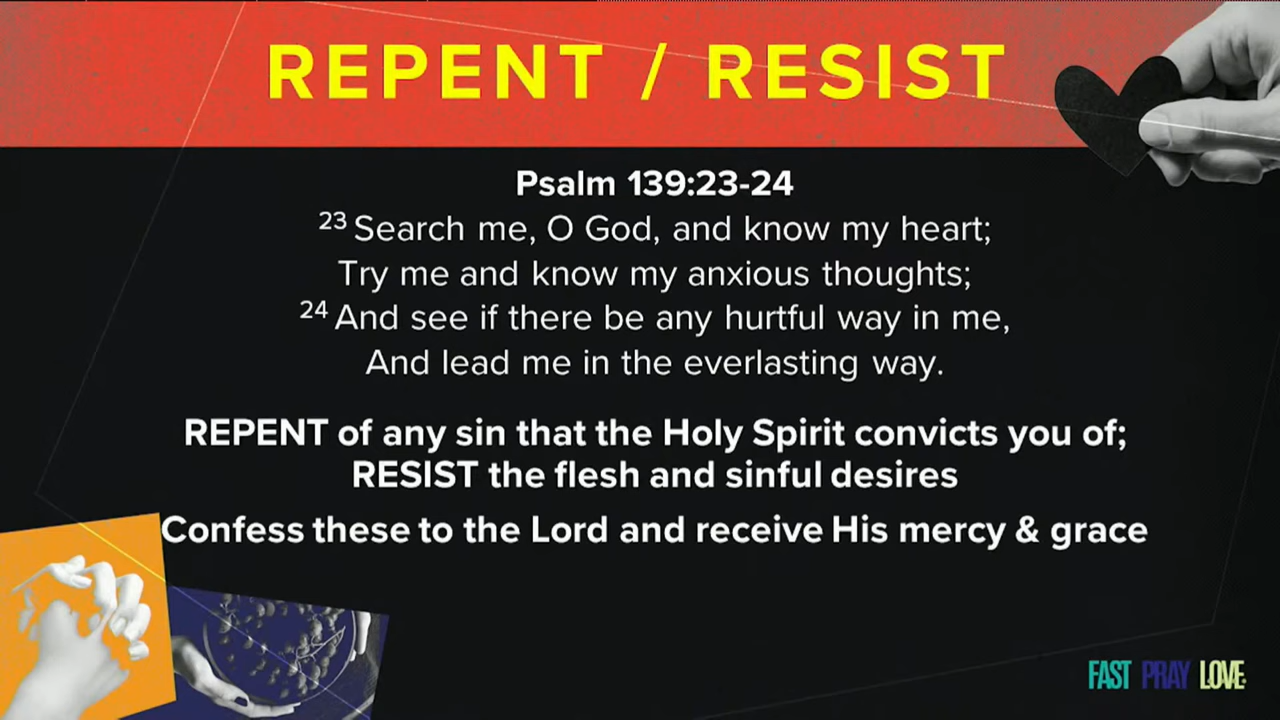 REPENT / RESIST
Psalm 139:23-24
23 Search me, O God, and know my heart;
Try me and know my anxious thoughts;
24 And see if there be any hurtful way in me,
And lead me in the everlasting way.
REPENT of any sin that the Holy Spirit convicts you of;
RESIST the flesh and sinful desires
Confess these to the Lord and receive His mercy & grace
FAST PRAY LOVE